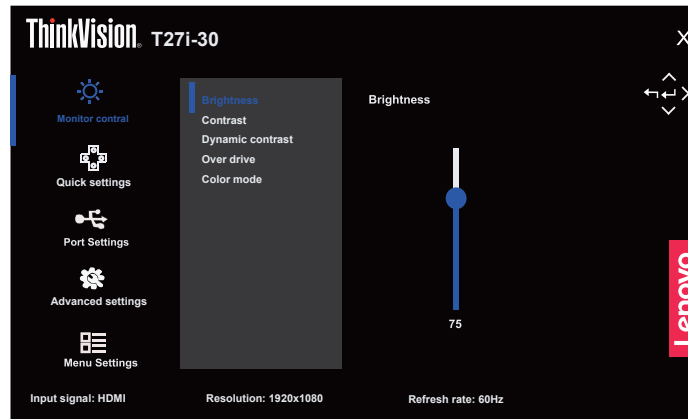 ThinkVision. T27i-30
X
Monitor contral
Quick settings
Port Settings
Advanced settings
Menu Settings
Brightness
Contrast
Dynamic contrast
Over drive
Color mode
Brightness
75
Lenovo
Input signal: HDMI
Resolution: 1920x1080
Refresh rate: 60Hz